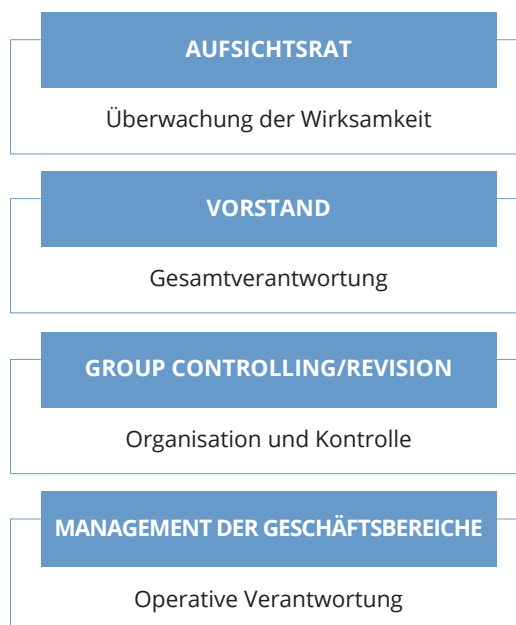 AUFSICHTSRAT
Überwachung der Wirksamkeit
VORSTAND
Gesamtverantwortung
GROUP CONTROLLING/REVISION
Organisation und Kontrolle
MANAGEMENT DER GESCHÄFTSBEREICHE
Operative Verantwortung